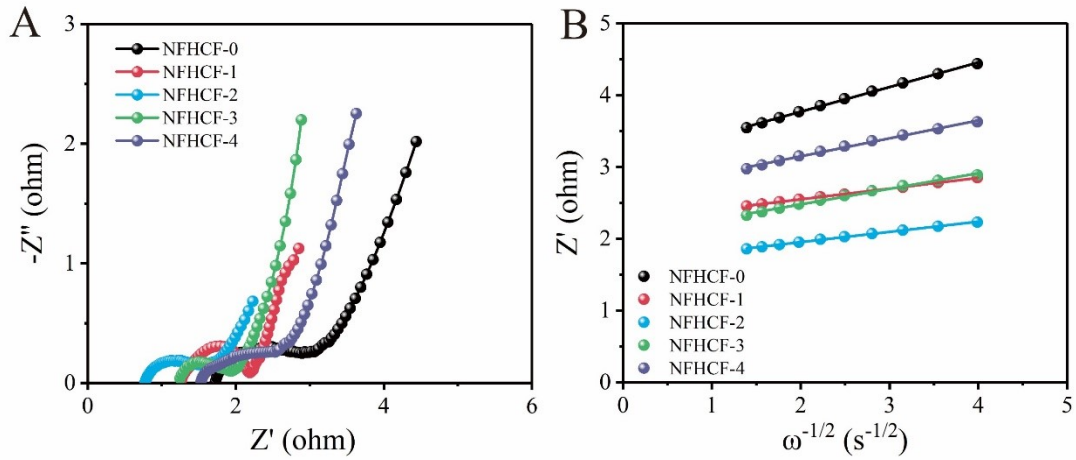 A
3
2
1
0
-Z" (ohm)
NFHCF-0
NFHCF-1
NFHCF-2
NFHCF-3
NFHCF-4
0 2 4 6
Z' (ohm)
B
5
4
3
2
1
0
Z' (ohm)
NFHCF-0
NFHCF-1
NFHCF-2
NFHCF-3
NFHCF-4
0 1 2 3 4 5
ω-1/2 (s-1/2)